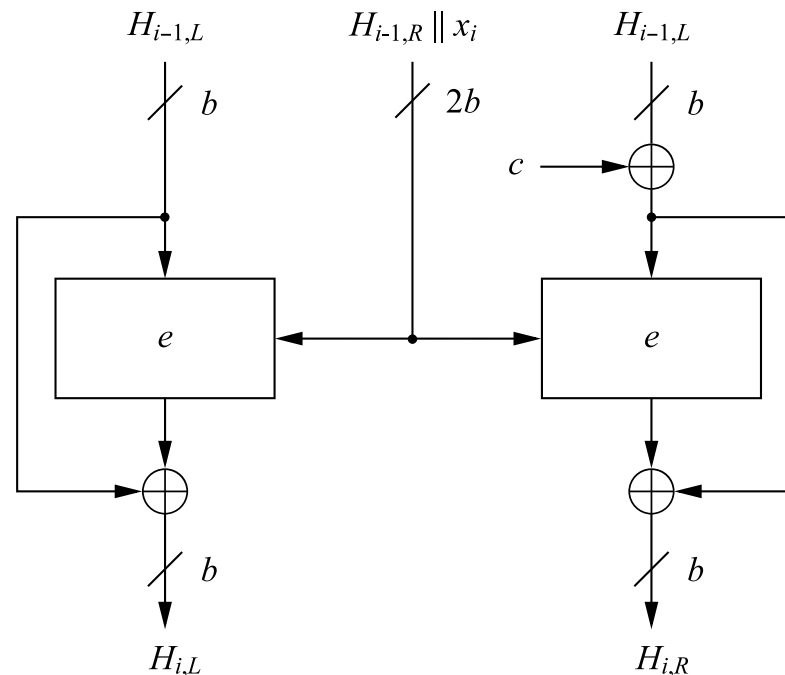 H_{i-1,L} H_{i-1,R} || x_i H_{i-1,L}
b 2b b
c
e e
b b
H_{i,L} H_{i,R}